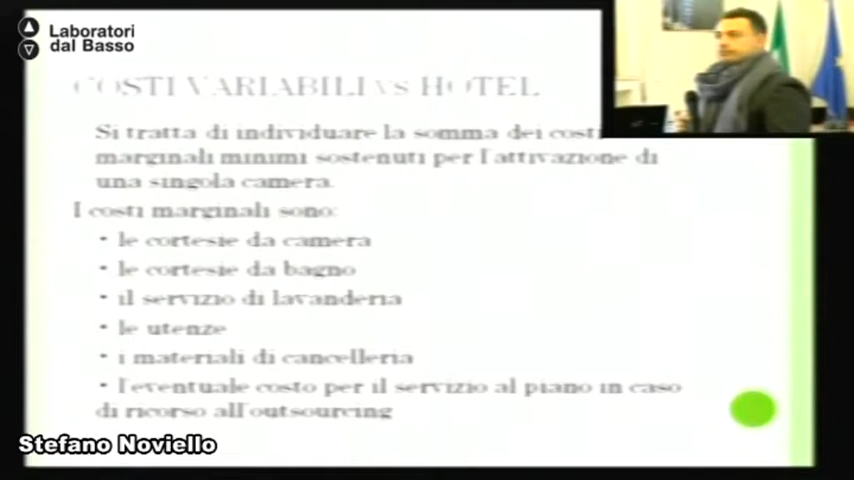 Laboratori
dal Basso
COSTI VARIABILI vs HOTEL
Si tratta di individuare la somma dei costi
marginali minimi sostenuti per l'attivazione di
una singola camera.
I costi marginali sono:
• le cortesie da camera
• le cortesie da bagno
• il servizio di lavanderia
• le utenze
• i materiali di cancelleria
• l'eventuale costo per il servizio al piano in caso
di ricorso all'outsourcing
Stefano Noviello